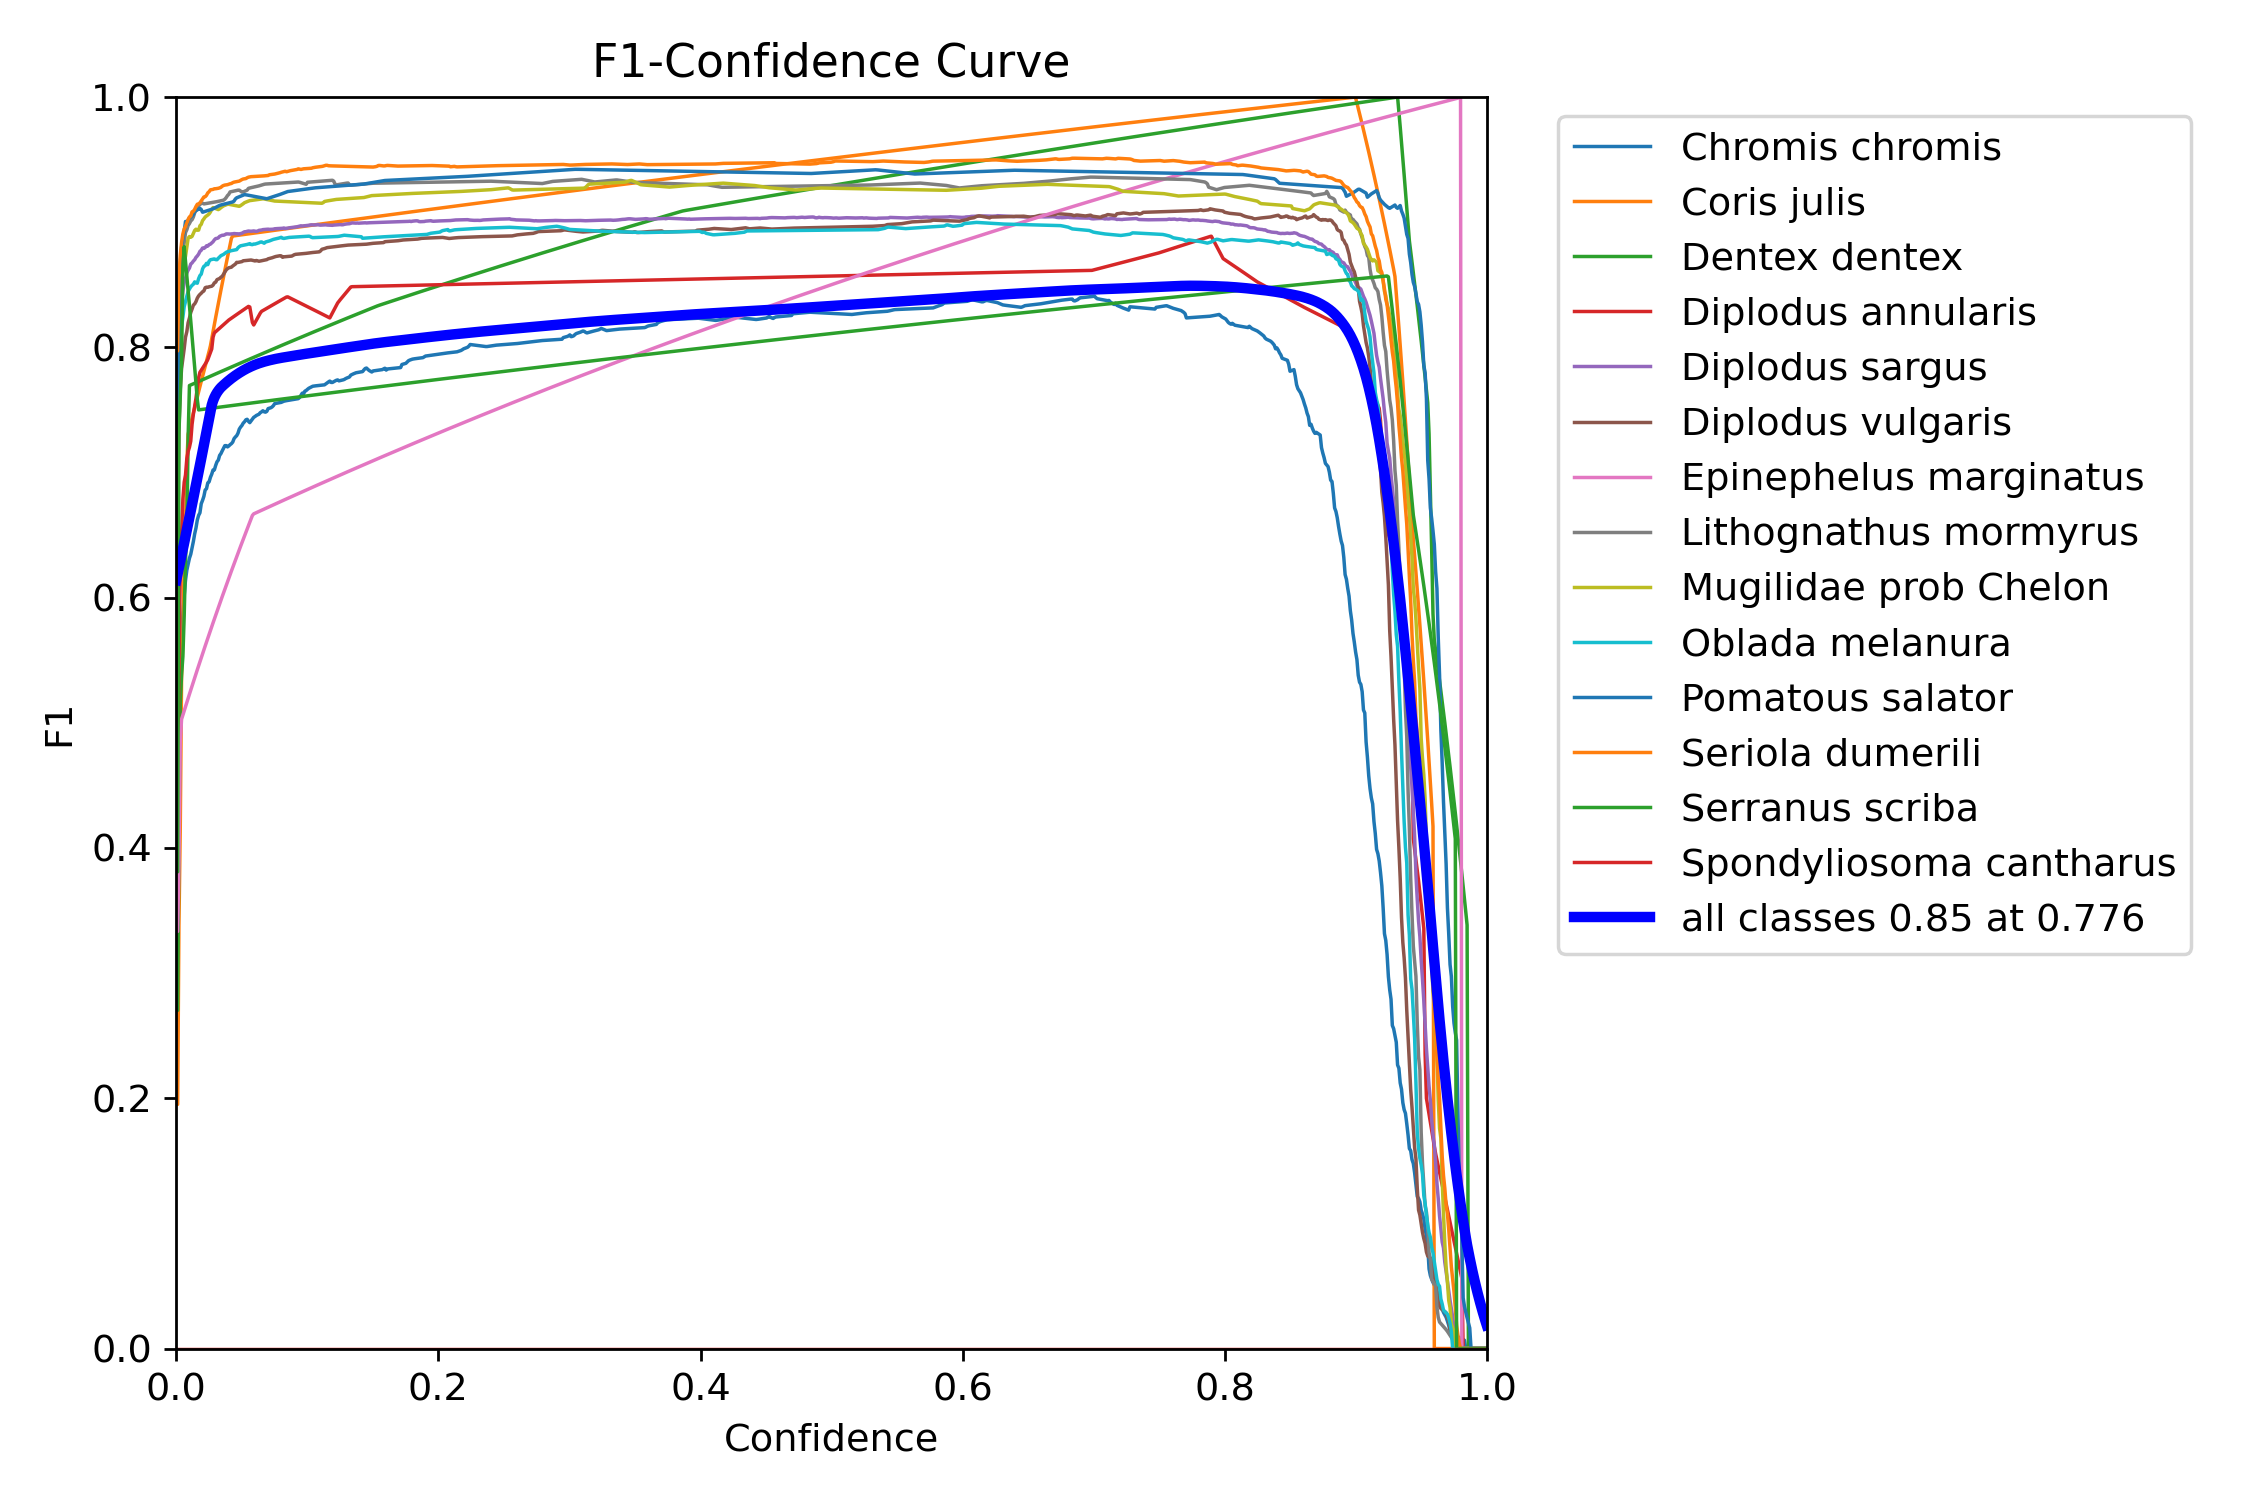 F1-Confidence Curve
1.0
0.8
0.6
0.4
0.2
0.0
F1
0.0 0.2 0.4 0.6 0.8 1.0
Confidence
Chromis chromis
Coris julis
Dentex dentex
Diplodus annularis
Diplodus sargus
Diplodus vulgaris
Epinephelus marginatus
Lithognathus mormyrus
Mugilidae prob Chelon
Oblada melanura
Pomatous salator
Seriola dumerili
Serranus scriba
Spondyliosoma cantharus
all classes 0.85 at 0.776